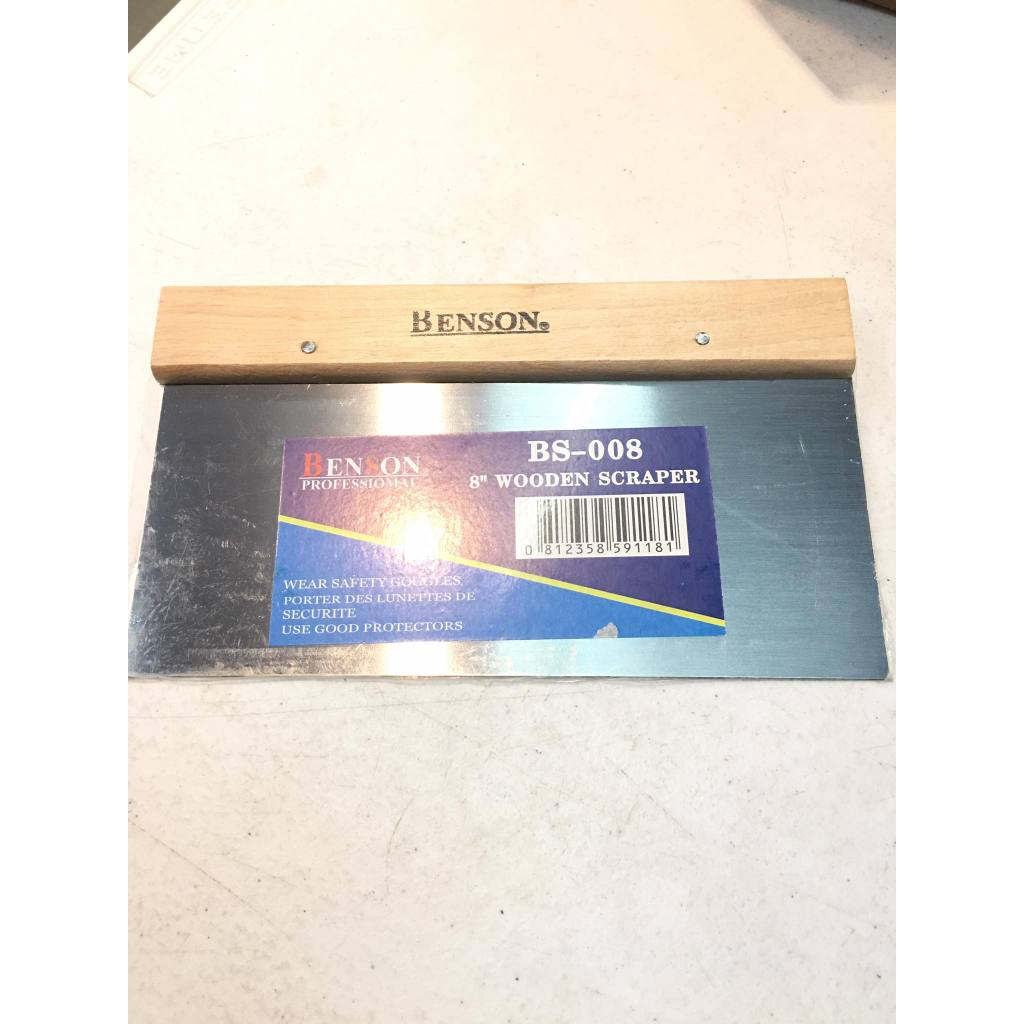 BENSON®
BENSON
PROFESSIONAL
BS-008
8" WOODEN SCRAPER
0 812358 591181
WEAR SAFETY GOGGLES,
PORTER DES LUNETTES DE
SECURITE
USE GOOD PROTECTORS